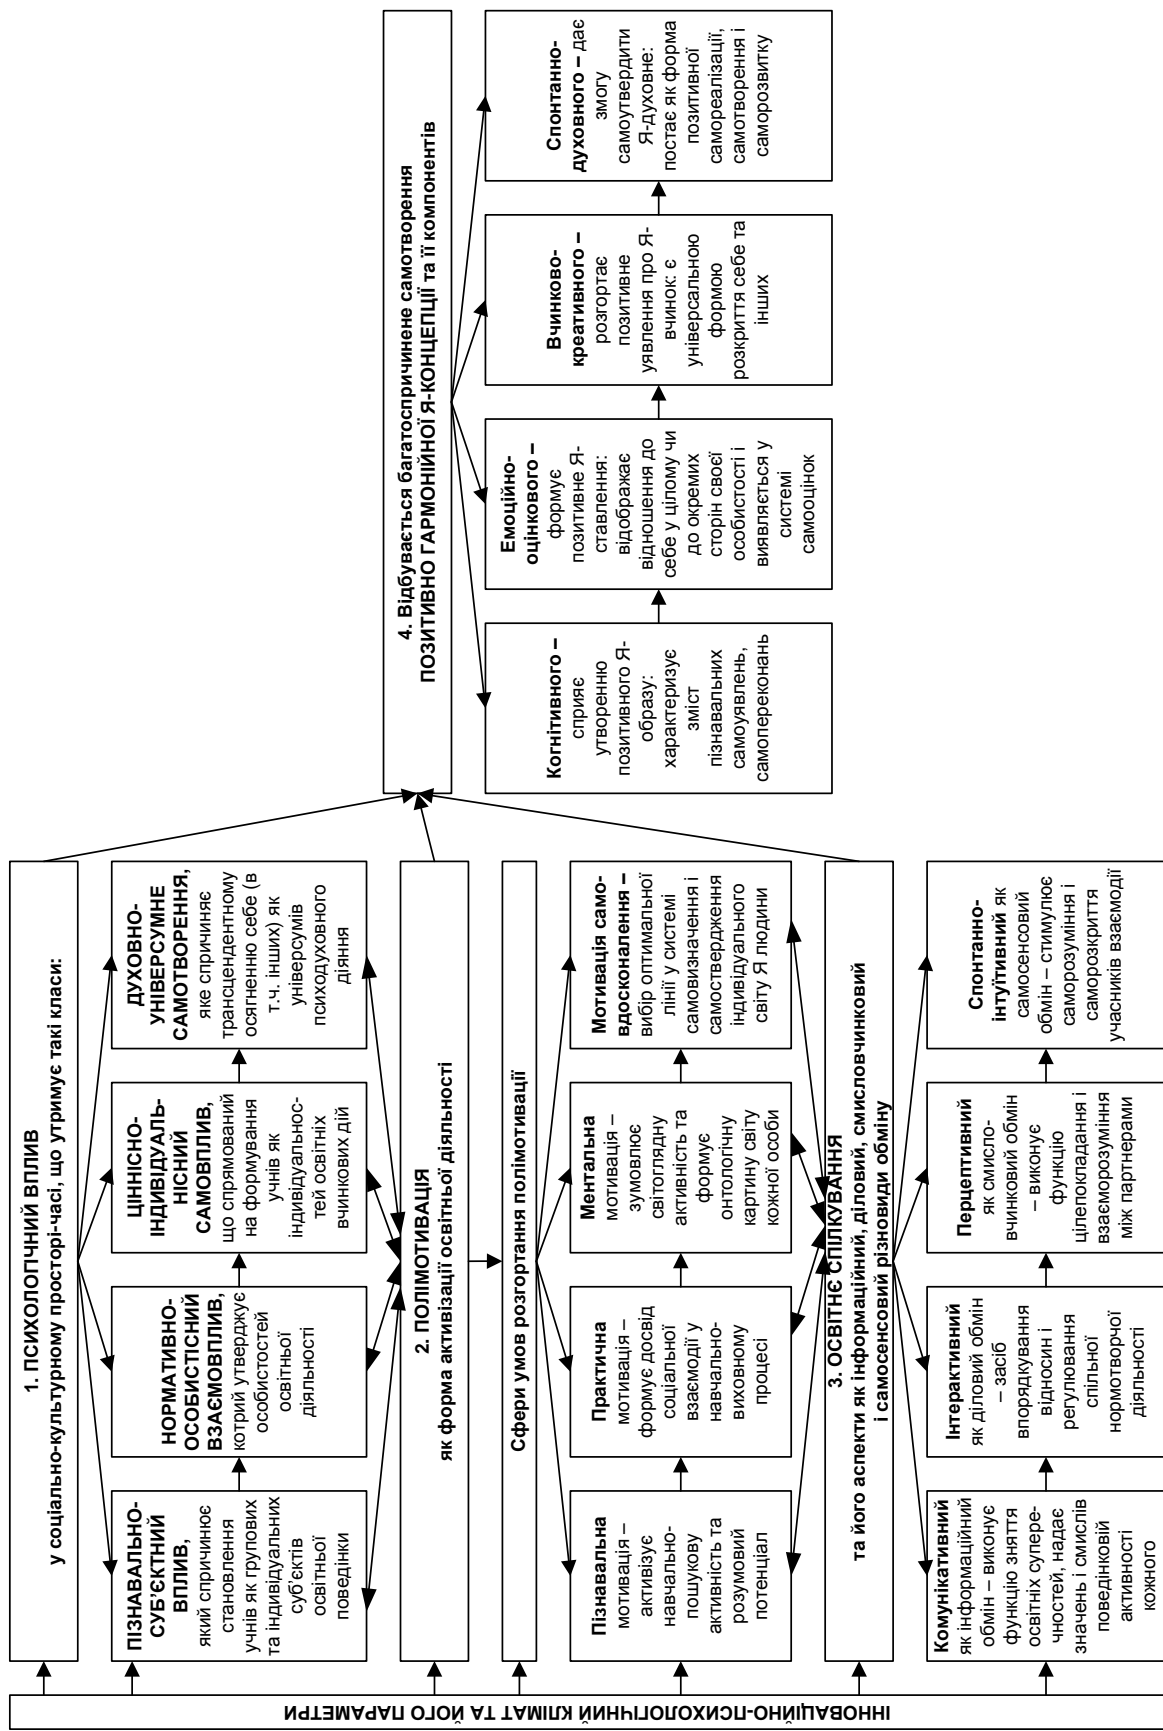 ІННОВАЦІЙНО-ПСИХОЛОГІЧНИЙ КЛІМАТ ТА ЙОГО ПАРАМЕТРИ
1. ПСИХОЛОГІЧНИЙ ВПЛИВ
у соціально-культурному просторі-часі, що утримує такі класи:
ПІЗНАВАЛЬНО-
СУБ’ЄКТНИЙ
ВПЛИВ,
який спричинює
становлення
учнів як групових
та індивідуальних
суб’єктів
освітньої
поведінки
НОРМАТИВНО-
ОСОБИСТІСНИЙ
ВЗАЄМОВПЛИВ,
котрий утверджує
особистостей
освітньої
діяльності
ЦІННІСНО-
ІНДИВІДУАЛЬ-
НІСНИЙ
САМОВПЛИВ,
що спрямований
на формування
учнів як
індивідуальнос-
тей освітніх
вчинкових дій
ДУХОВНО-
УНІВЕРСУМНЕ
САМОТВОРЕННЯ,
яке спричиняє
трансцендентному
осягненню себе (в
т.ч. інших) як
універсумів
психодуховного
діяння
2. ПОЛІМОТИВАЦІЯ
як форма активізації освітньої діяльності
Сфери умов розгортання полімотивації
Пізнавальна
мотивація –
активізує
навчально-
пошукову
активність та
розумовий
потенціал
Практична
мотивація –
формує досвід
соціальної
взаємодії у
навчально-
виховному
процесі
Ментальна
мотивація –
зумовлює
світоглядну
активність та
формує
онтологічну
картину світу
кожної особи
Мотивація само-
вдосконалення –
вибір оптимальної
лінії у системі
самовизначення і
самоствердження
індивідуального
світу Я людини
3. ОСВІТНЄ СПІЛКУВАННЯ
та його аспекти як інформаційний, діловий, смисловчинковий
і самосенсовий різновиди обміну
Комунікативний
як інформаційний
обмін – виконує
функцію зняття
освітніх супере-
чностей, надає
значень і смислів
поведінковій
активності
кожного
Інтерактивний
як діловий обмін
– засіб
впорядкування
відносин і
регулювання
спільної
нормотворчої
діяльності
Перцептивний
як смисло-
вчинковий обмін
– виконує
функцію
цілепокладання і
взаєморозуміння
між партнерами
Спонтанно-
інтуїтивний як
самосенсовий
обмін – стимулює
саморозуміння і
саморозкриття
учасників взаємодії
4. Відбувається багатоспричинене самотворення
ПОЗИТИВНО ГАРМОНІЙНОЇ Я-КОНЦЕПЦІЇ та її компонентів
Когнітивного –
сприяє
утворенню
позитивного Я-
образу:
характеризує
зміст
пізнавальних
самоуявлень,
самопереконань
Емоційно-
оцінкового –
формує
позитивне Я-
ставлення:
відображає
відношення до
себе у цілому чи
до окремих
сторін своєї
особистості і
виявляється у
системі
самооцінок
Вчинково-
креативного –
розгортає
позитивне
уявлення про Я-
вчинок: є
універсальною
формою
розкриття себе та
інших
Спонтанно-
духовного – дає
змогу
самоутвердити
Я-духовне:
постає як форма
позитивної
самореалізації,
самотворення і
саморозвитку